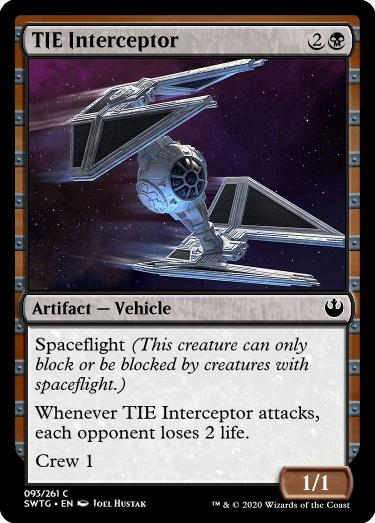 TIE Interceptor 2
Artifact — Vehicle
Spaceflight (This creature can only
block or be blocked by creatures with
spaceflight.)
Whenever TIE Interceptor attacks,
each opponent loses 2 life.
Crew 1
1/1
093/261 C
SWTG • EN Joel Hustak
™ & © 2020 Wizards of the Coast